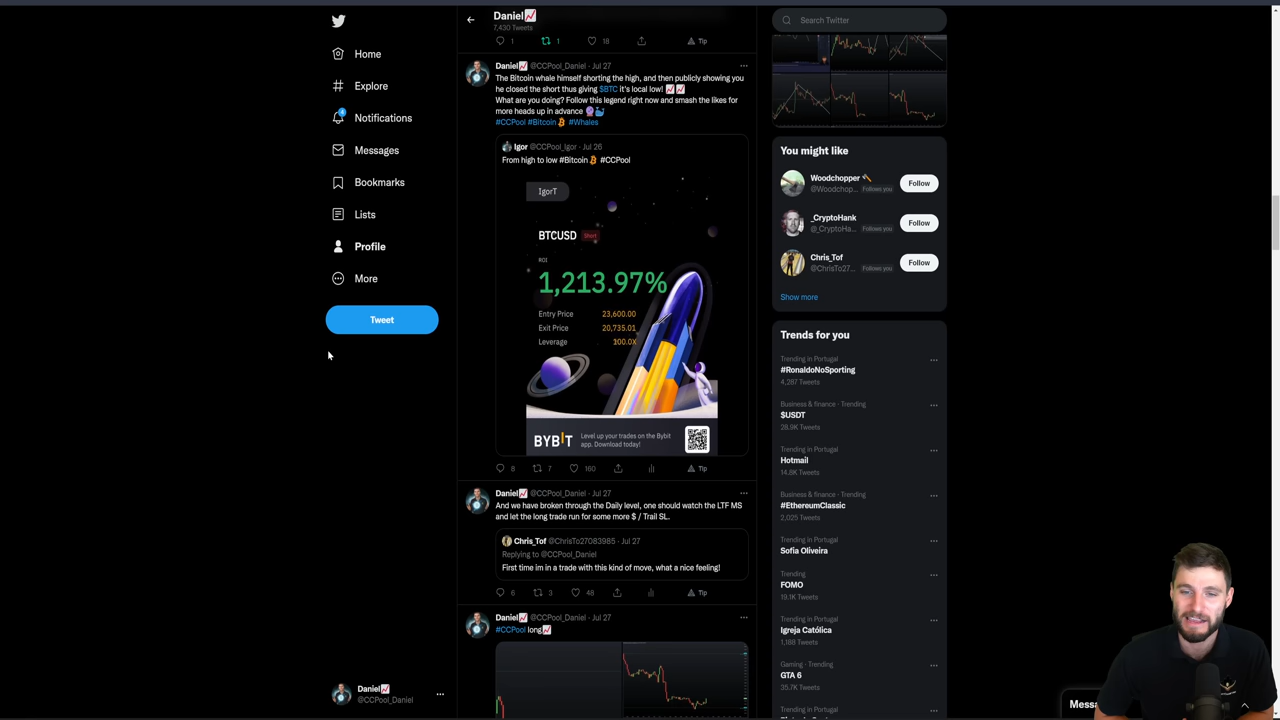 Home
Explore
4
Notifications
Messages
Bookmarks
Lists
Profile
More
Tweet
Daniel
@CCPool_Daniel
Daniel
7,430 Tweets
1
1
18
Tip
Daniel @CCPool_Daniel · Jul 27
The Bitcoin whale himself shorting the high, and then publicly showing you
he closed the short thus giving $BTC it's local low!
What are you doing? Follow this legend right now and smash the likes for
more heads up in advance
#CCPool #Bitcoin #Whales
Igor @CCPool_Igor · Jul 26
From high to low #Bitcoin #CCPool
IgorT
BTCUSD Short
ROI
1,213.97%
Entry Price 23,600.00
Exit Price 20,735.01
Leverage 100.0X
BYBIT
Level up your trades on the Bybit
app. Download today!
8
7
160
Tip
Daniel @CCPool_Daniel · Jul 27
And we have broken through the Daily level, one should watch the LTF MS
and let the long trade run for some more $ / Trail SL.
Chris_Tof @ChrisTo27083985 · Jul 27
Replying to @CCPool_Daniel
First time im in a trade with this kind of move, what a nice feeling!
6
3
48
Tip
Daniel @CCPool_Daniel · Jul 27
#CCPool long
Search Twitter
You might like
Woodchopper
@Woodchop... Follows you
Follow
_CryptoHank
@_CryptoHa... Follows you
Follow
Chris_Tof
@ChrisTo27... Follows you
Follow
Show more
Trends for you
Trending in Portugal
#RonaldoNoSporting
4,287 Tweets
Business & finance · Trending
$USDT
28.9K Tweets
Trending in Portugal
Hotmail
14.8K Tweets
Business & finance · Trending
#EthereumClassic
2,025 Tweets
Trending in Portugal
Sofia Oliveira
Trending
FOMO
19.1K Tweets
Trending in Portugal
Igreja Católica
1,188 Tweets
Gaming · Trending
GTA 6
35.7K Tweets
Messa